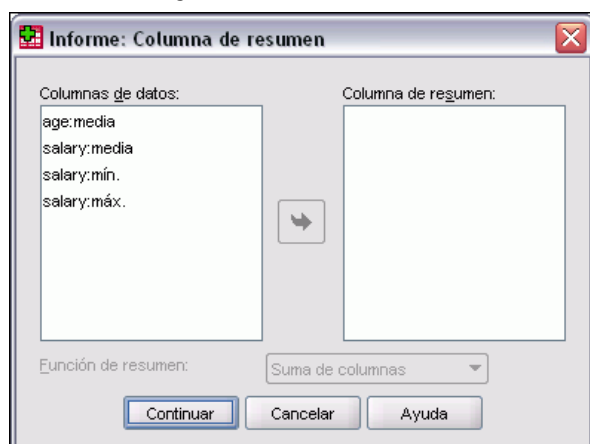 Informe: Columna de resumen
Columnas de datos:
Columna de resumen:
age:media
salary:media
salary:mín.
salary:máx.
Función de resumen:
Suma de columnas
Continuar
Cancelar
Ayuda